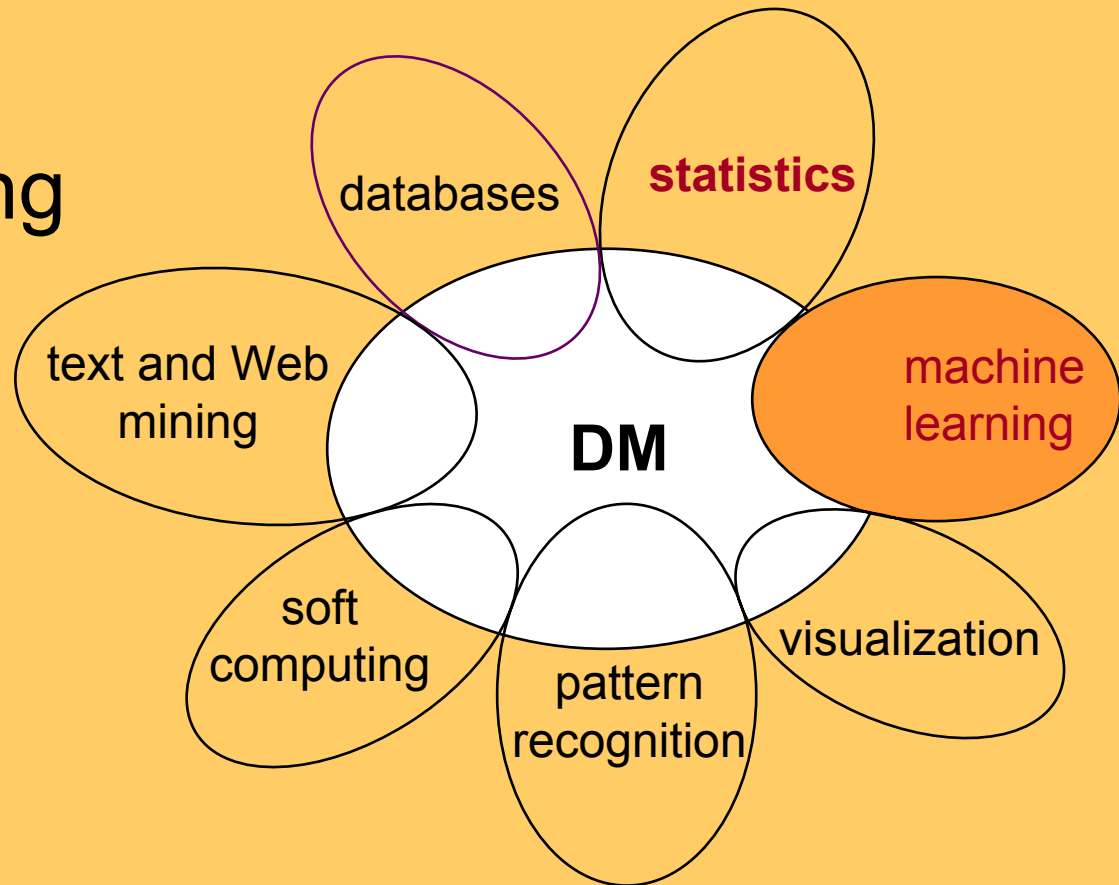 ng
databases
statistics
text and Web
mining
machine
learning
DM
soft
computing
pattern
recognition
visualization